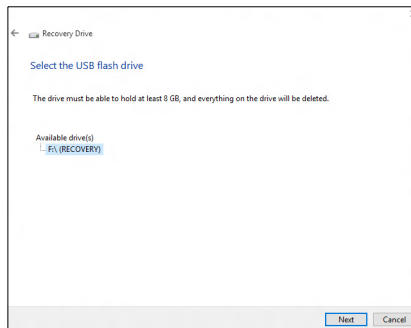 Recovery Drive
Select the USB flash drive
The drive must be able to hold at least 8 GB, and everything on the drive will be deleted.
Available drive(s)
F:\ (RECOVERY)
Next Cancel